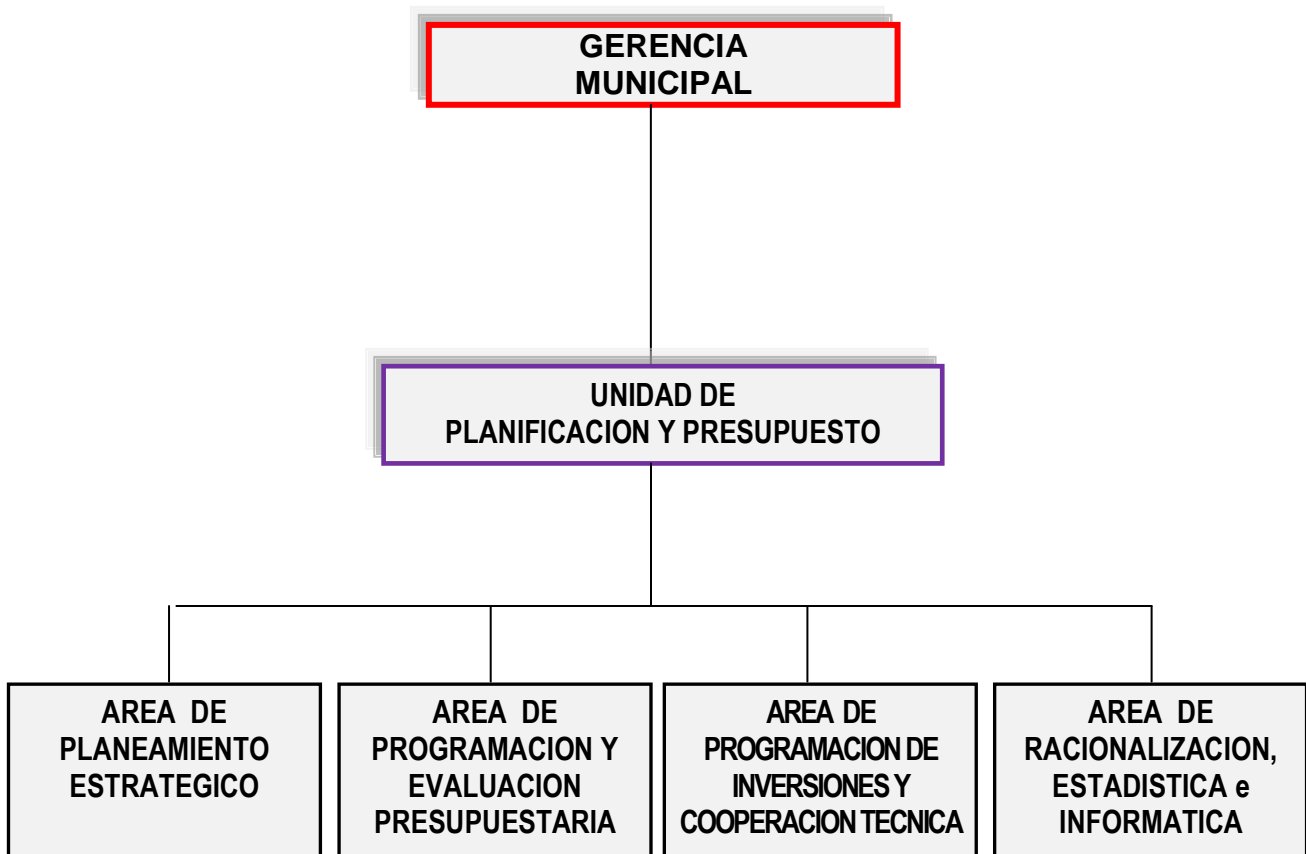 GERENCIA
MUNICIPAL
UNIDAD DE
PLANIFICACION Y PRESUPUESTO
AREA DE
PLANEAMIENTO
ESTRATEGICO
AREA DE
PROGRAMACION Y
EVALUACION
PRESUPUESTARIA
AREA DE
PROGRAMACION DE
INVERSIONES Y
COOPERACION TECNICA
AREA DE
RACIONALIZACION,
ESTADISTICA e
INFORMATICA